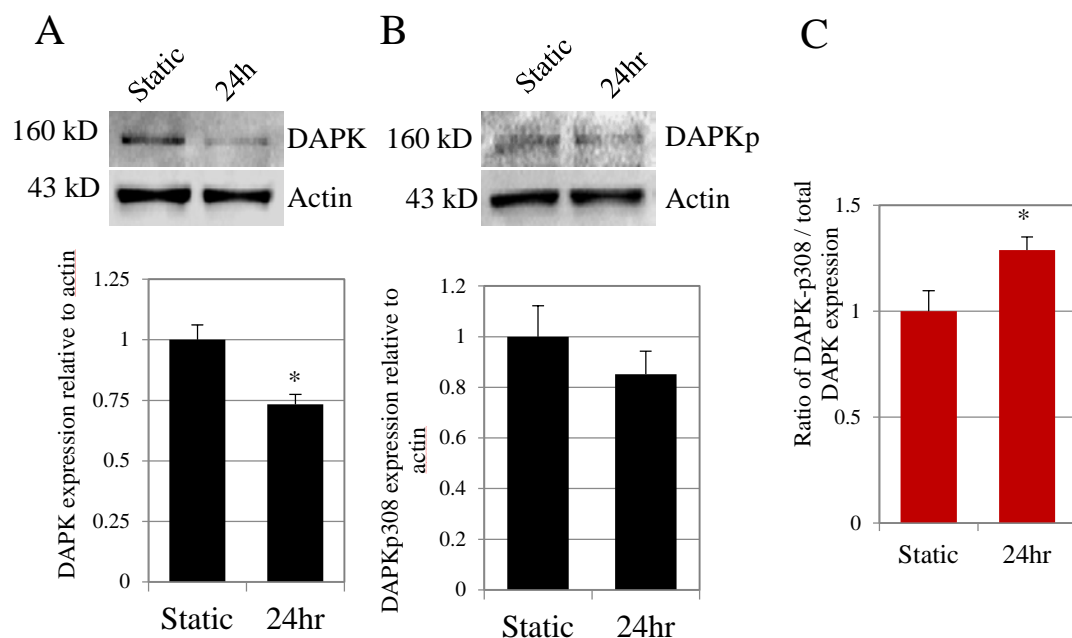 A
Static
24h
160 kD
DAPK
43 kD
Actin
DAPK expression relative to actin
1.25
1
0.75
0.5
0.25
0
*
Static
24hr
B
Static
24hr
160 kD
DAPKp
43 kD
Actin
DAPKp308 expression relative to
actin
1.2
1
0.8
0.6
0.4
0.2
0
Static
24hr
C
Ratio of DAPK-p308 / total
DAPK expression
1.5
1
0.5
0
*
Static
24hr